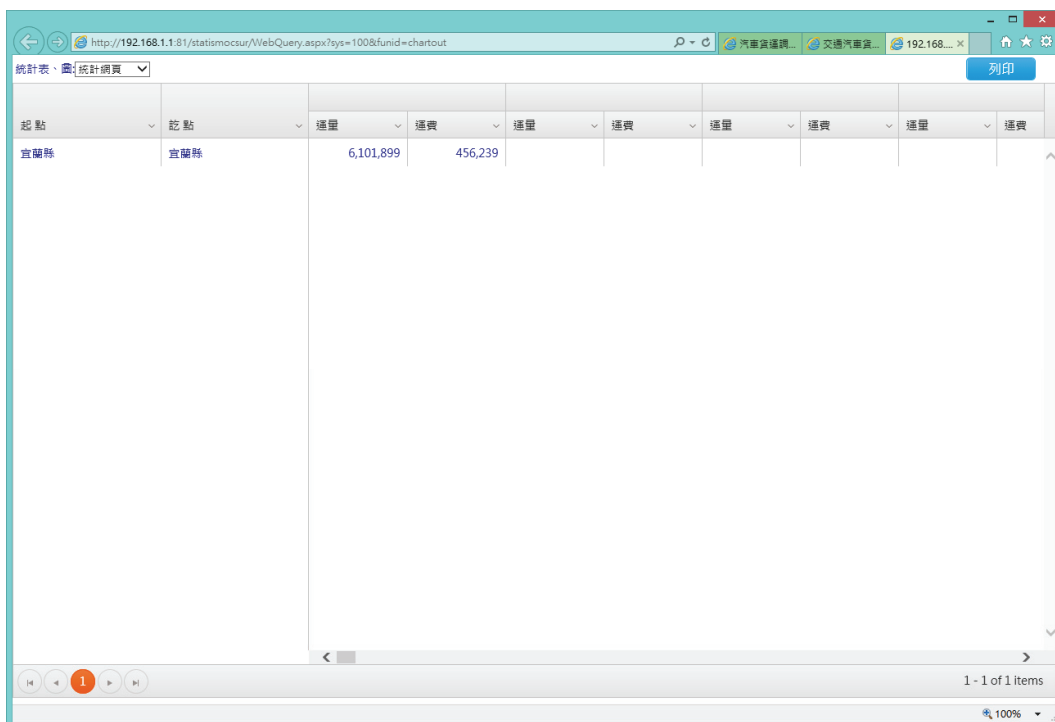 http://192.168.1.1:81/statismocsur/WebQuery.aspx?sys=100&funid=chartout 汽車貨運調... 交通汽車貨... 192.168.... ×
統計表、圖: 統計網頁 列印
起點 訖點 運量 運費 運量 運費 運量 運費 運量 運費
宜蘭縣 宜蘭縣 6,101,899 456,239
1 1 - 1 of 1 items
100%